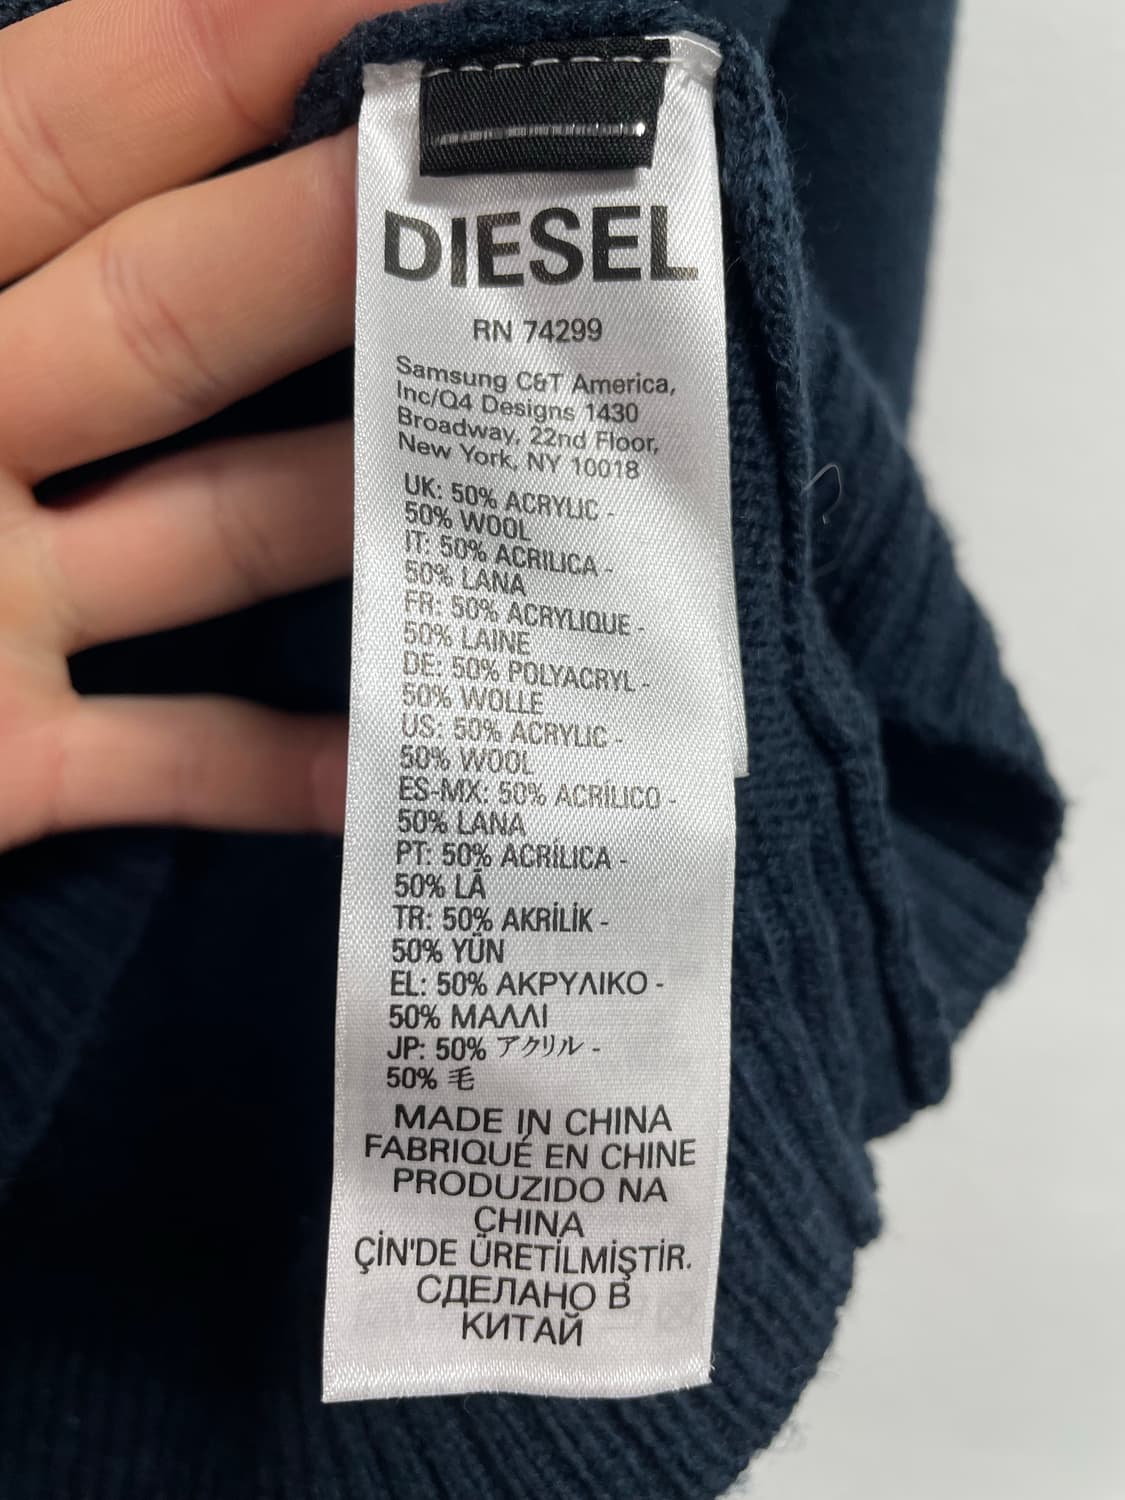 DIESEL
RN 74299
Samsung C&T America,
Inc/Q4 Designs 1430
Broadway, 22nd Floor,
New York, NY 10018
UK: 50% ACRYLIC -
50% WOOL
IT: 50% ACRILICA -
50% LANA
FR: 50% ACRYLIQUE -
50% LAINE
DE: 50% POLYACRYL -
50% WOLLE
US: 50% ACRYLIC -
50% WOOL
ES-MX: 50% ACRÍLICO -
50% LANA
PT: 50% ACRÍLICA -
50% LÃ
TR: 50% AKRİLİK -
50% YÜN
EL: 50% ΑΚΡΥΛΙΚΟ -
50% ΜΑΛΛΙ
JP: 50% アクリル -
50% 毛
MADE IN CHINA
FABRIQUÉ EN CHINE
PRODUZIDO NA
CHINA
ÇİN'DE ÜRETİLMİŞTİR.
СДЕЛАНО В
КИТАЙ